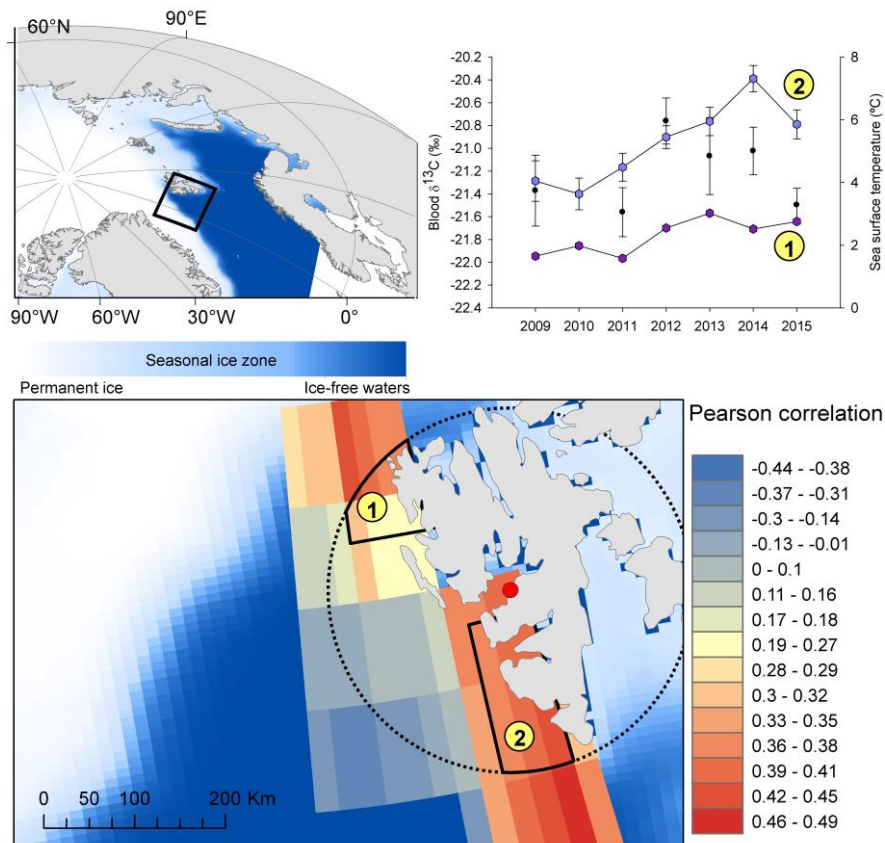 60°N
90°E
90°W
60°W
30°W
0°
Seasonal ice zone
Permanent ice
Ice-free waters
Blood δ13C (‰)
-20.2
-20.4
-20.6
-20.8
-21.0
-21.2
-21.4
-21.6
-21.8
-22.0
-22.2
-22.4
2
1
8
6
4
2
0
Sea surface temperature (ºC)
2009 2010 2011 2012 2013 2014 2015
1
2
0 50 100 200 Km
Pearson correlation
-0.44 - -0.38
-0.37 - -0.31
-0.3 - -0.14
-0.13 - -0.01
0 - 0.1
0.11 - 0.16
0.17 - 0.18
0.19 - 0.27
0.28 - 0.29
0.3 - 0.32
0.33 - 0.35
0.36 - 0.38
0.39 - 0.41
0.42 - 0.45
0.46 - 0.49